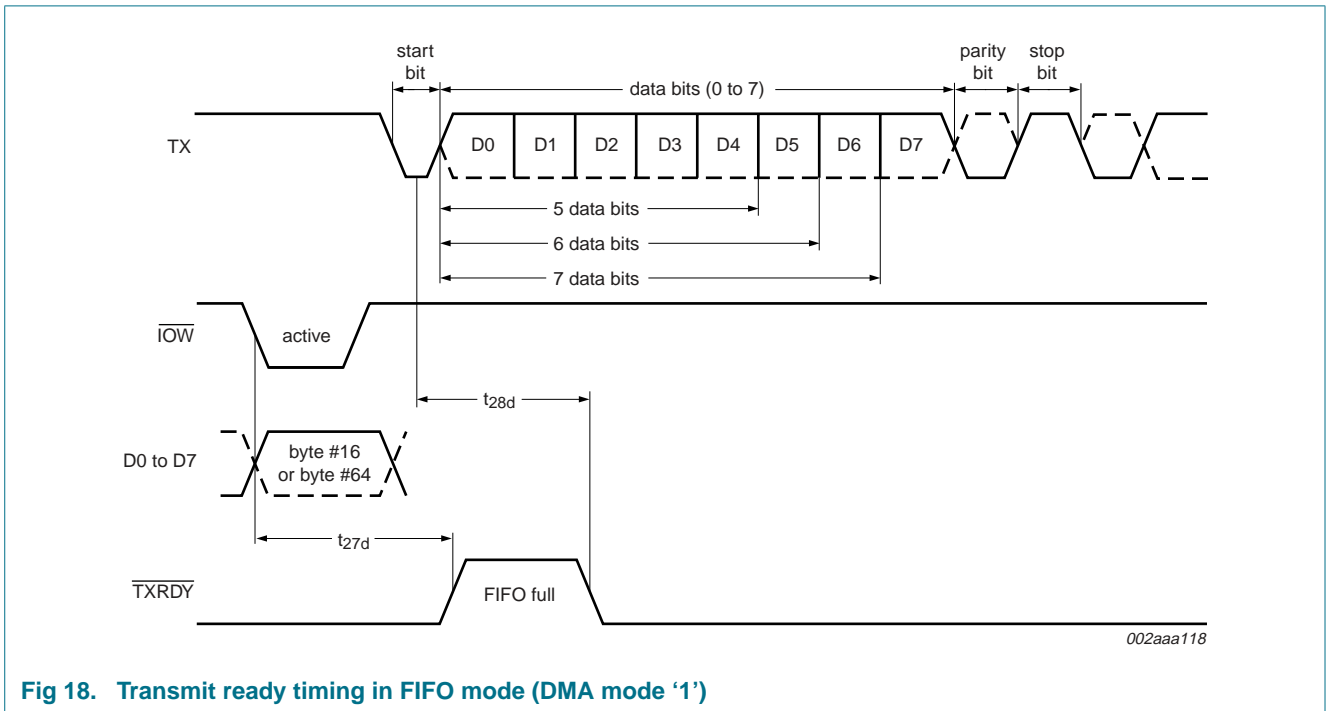 start
bit
data bits (0 to 7)
parity
bit
stop
bit
TX
D0 D1 D2 D3 D4 D5 D6 D7
5 data bits
6 data bits
7 data bits
IOW
active
t28d
D0 to D7
byte #16
or byte #64
t27d
TXRDY
FIFO full
002aaa118
Fig 18. Transmit ready timing in FIFO mode (DMA mode ‘1’)